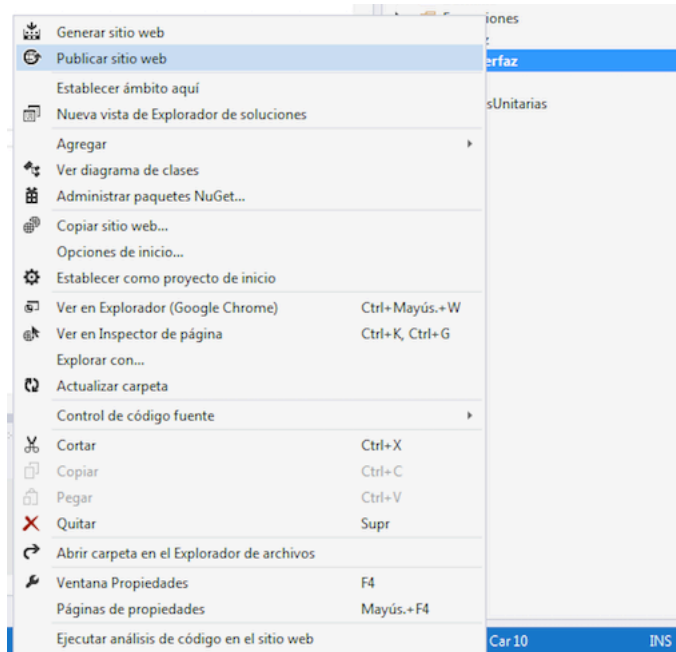 iones
Generar sitio web
Publicar sitio web
erfaz
Establecer ámbito aquí
Nueva vista de Explorador de soluciones
sUnitarias
Agregar
Ver diagrama de clases
Administrar paquetes NuGet...
Copiar sitio web...
Opciones de inicio...
Establecer como proyecto de inicio
Ver en Explorador (Google Chrome) Ctrl+Mayús.+W
Ver en Inspector de página Ctrl+K, Ctrl+G
Explorar con...
Actualizar carpeta
Control de código fuente
Cortar Ctrl+X
Copiar Ctrl+C
Pegar Ctrl+V
Quitar Supr
Abrir carpeta en el Explorador de archivos
Ventana Propiedades F4
Páginas de propiedades Mayús.+F4
Ejecutar análisis de código en el sitio web
Car 10 INS